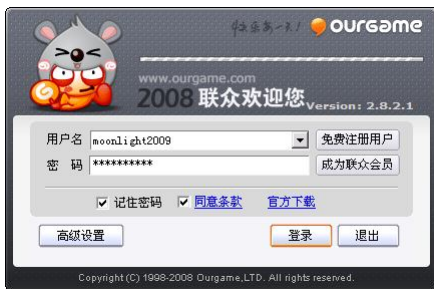 快乐每一天! ourgame
www.ourgame.com
2008 联众欢迎您 Version: 2.8.2.1
用户名 moonlight2009 免费注册用户
密 码 ********** 成为联众会员
记住密码 同意条款 官方下载
高级设置 登录 退出
Copyright (C) 1998-2008 Ourgame,LTD. All rights reserved.